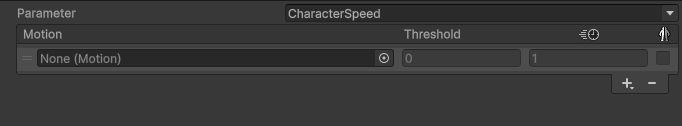 Parameter CharacterSpeed
Motion Threshold
None (Motion) 0 1